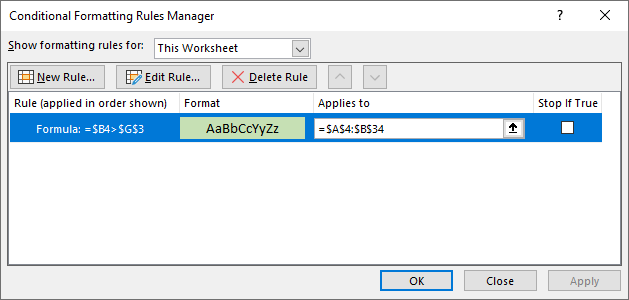 Conditional Formatting Rules Manager
Show formatting rules for: This Worksheet
New Rule... Edit Rule... Delete Rule
Rule (applied in order shown) Format Applies to Stop If True
Formula: =$B4>$G$3 AaBbCcYyZz =$A$4:$B$34
OK Close Apply